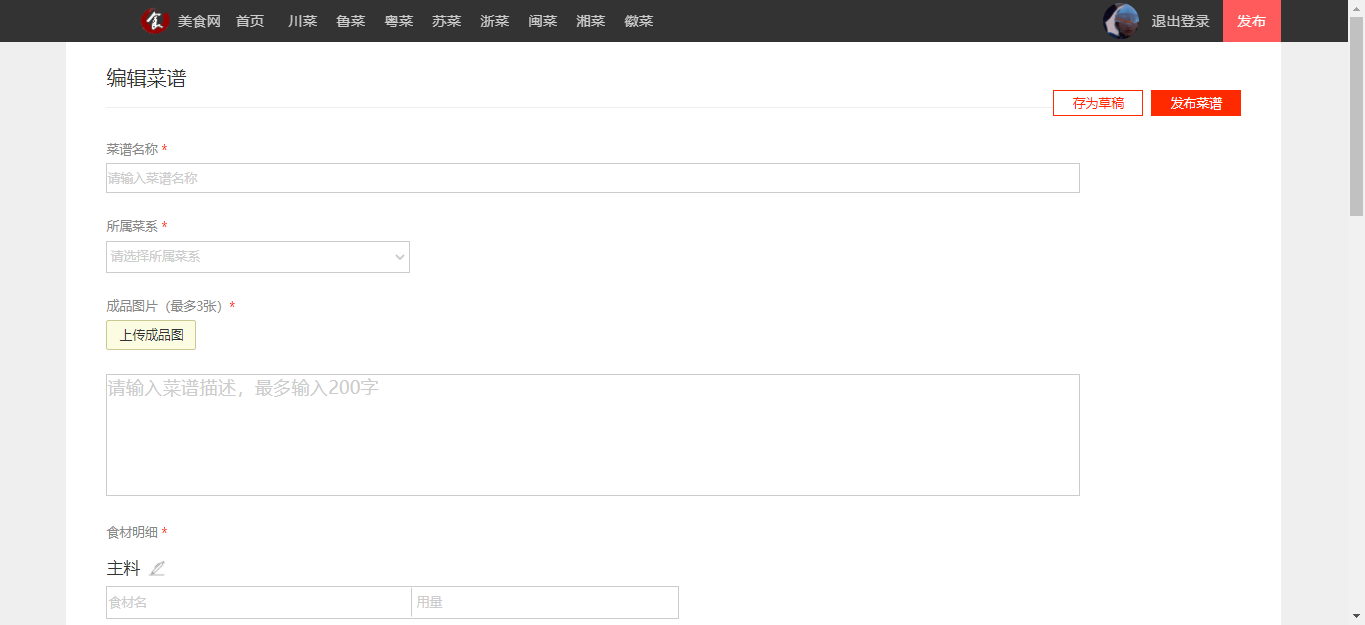 食 美食网 首页 川菜 鲁菜 粤菜 苏菜 浙菜 闽菜 湘菜 徽菜 退出登录 发布
编辑菜谱
存为草稿 发布菜谱
菜谱名称 *
请输入菜谱名称
所属菜系 *
请选择所属菜系
成品图片（最多3张）*
上传成品图
请输入菜谱描述，最多输入200字
食材明细 *
主料
食材名 用量